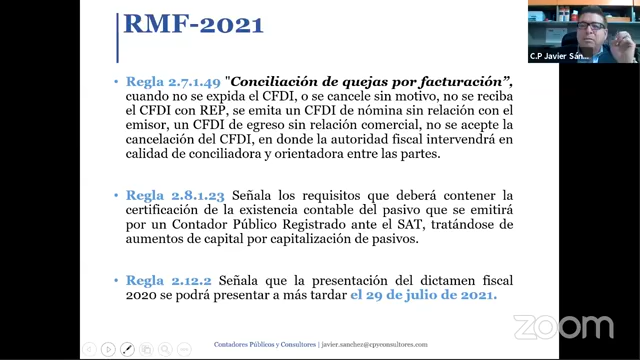 RMF-2021
C.P Javier Sán...
• Regla 2.7.1.49 "Conciliación de quejas por facturación”,
cuando no se expida el CFDI, o se cancele sin motivo, no se reciba
el CFDI con REP, se emita un CFDI de nómina sin relación con el
emisor, un CFDI de egreso sin relación comercial, no se acepte la
cancelación del CFDI, en donde la autoridad fiscal intervendrá en
calidad de conciliadora y orientadora entre las partes.
• Regla 2.8.1.23 Señala los requisitos que deberá contener la
certificación de la existencia contable del pasivo que se emitirá
por un Contador Público Registrado ante el SAT, tratándose de
aumentos de capital por capitalización de pasivos.
• Regla 2.12.2 Señala que la presentación del dictamen fiscal
2020 se podrá presentar a más tardar el 29 de julio de 2021.
zoom
Contadores Públicos y Consultores | javier.sanchez@cpyconsultores.com